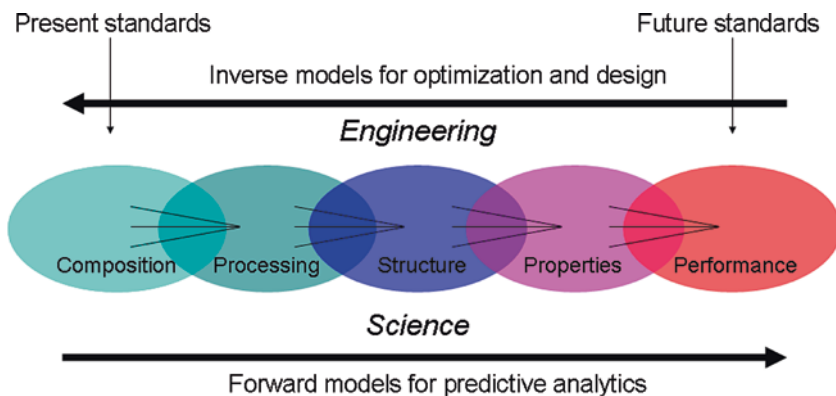 Present standards
Future standards
Inverse models for optimization and design
Engineering
Composition
Processing
Structure
Properties
Performance
Science
Forward models for predictive analytics